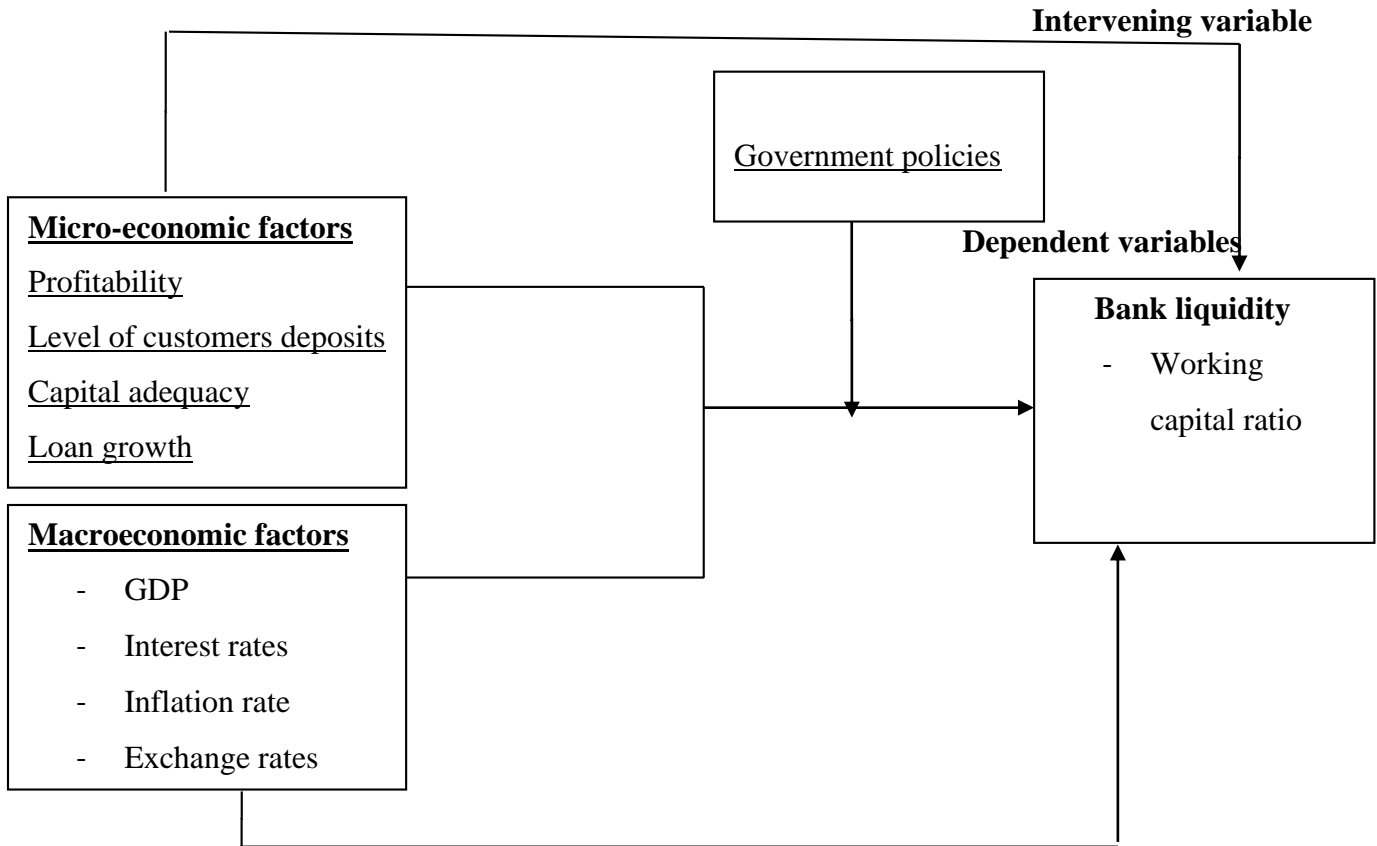 Intervening variable
Government policies
Micro-economic factors
Profitability
Level of customers deposits
Capital adequacy
Loan growth
Dependent variables
Bank liquidity
- Working
capital ratio
Macroeconomic factors
- GDP
- Interest rates
- Inflation rate
- Exchange rates